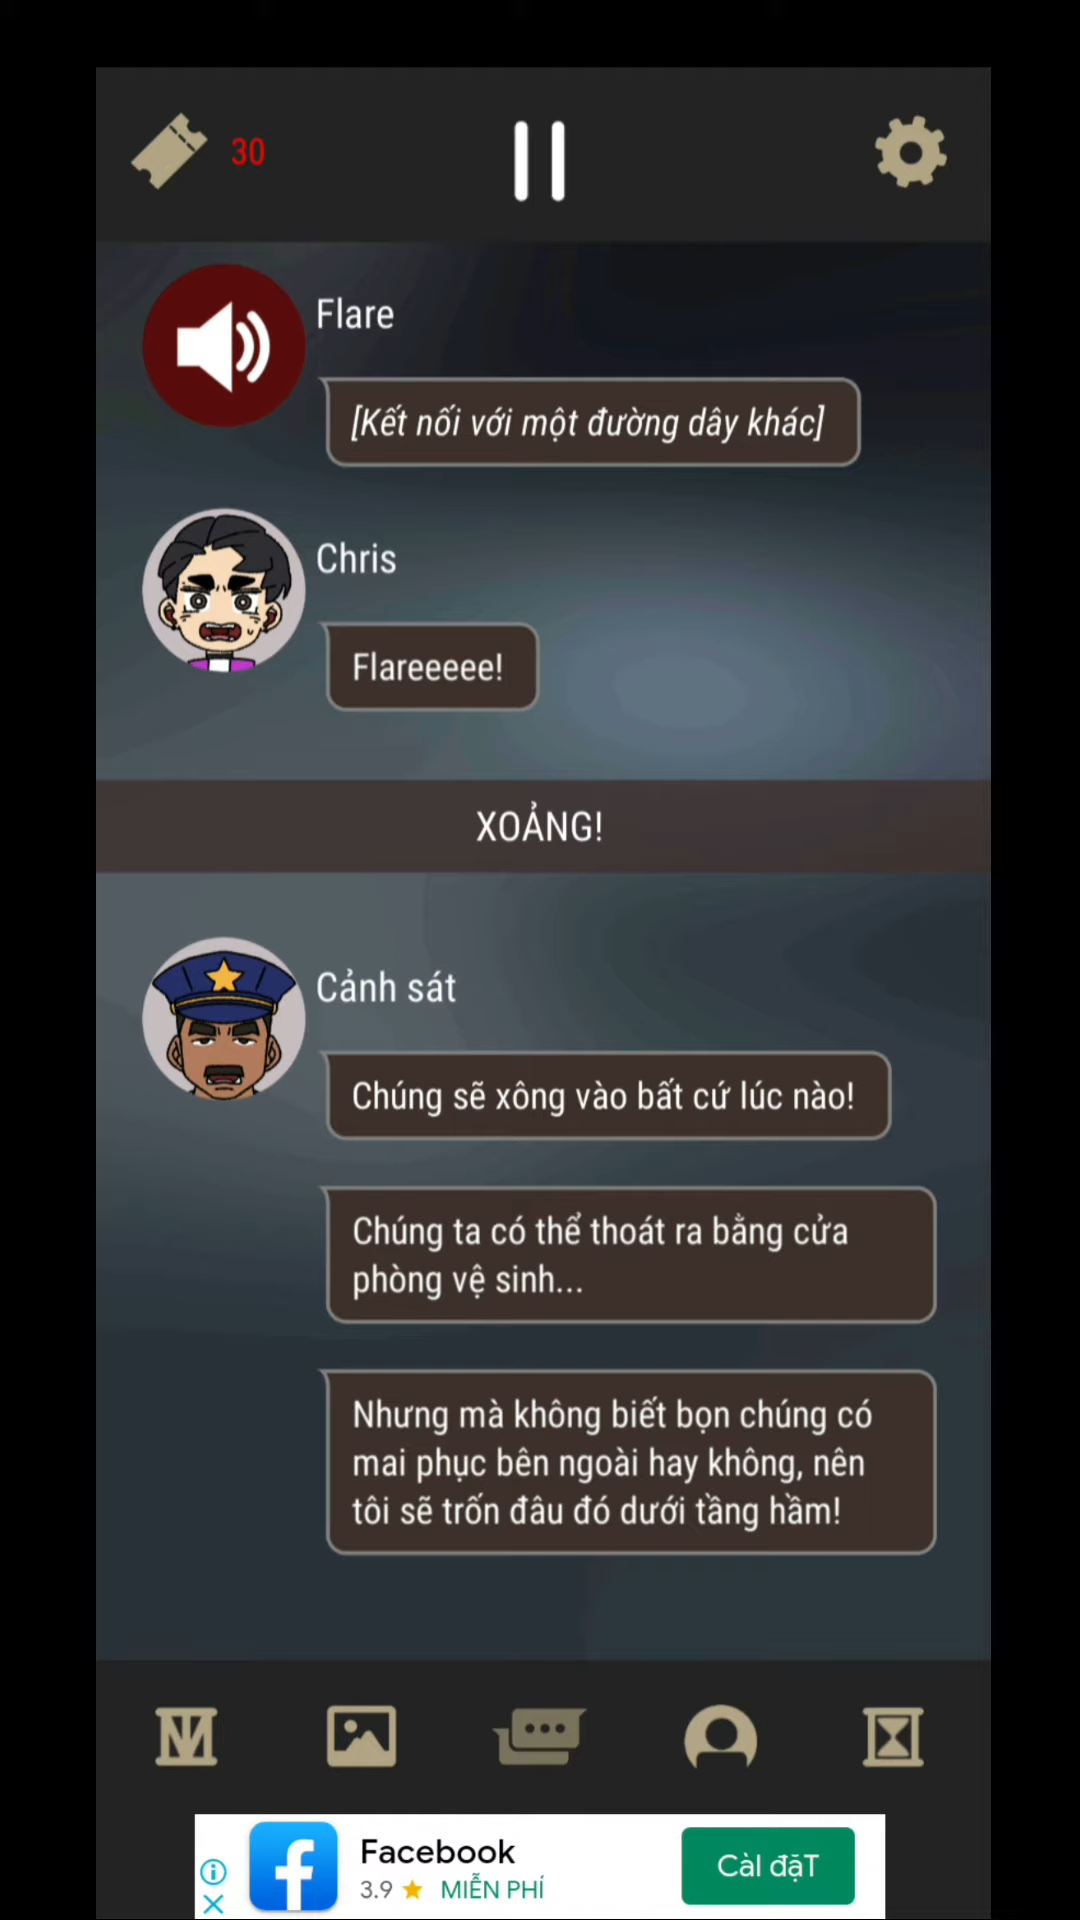 30
Flare
[Kết nối với một đường dây khác]
Chris
Flareeeee!
XOẢNG!
Cảnh sát
Chúng sẽ xông vào bất cứ lúc nào!
Chúng ta có thể thoát ra bằng cửa
phòng vệ sinh...
Nhưng mà không biết bọn chúng có
mai phục bên ngoài hay không, nên
tôi sẽ trốn đâu đó dưới tầng hầm!
Facebook
3.9 ★ MIỄN PHÍ
Cài đặT